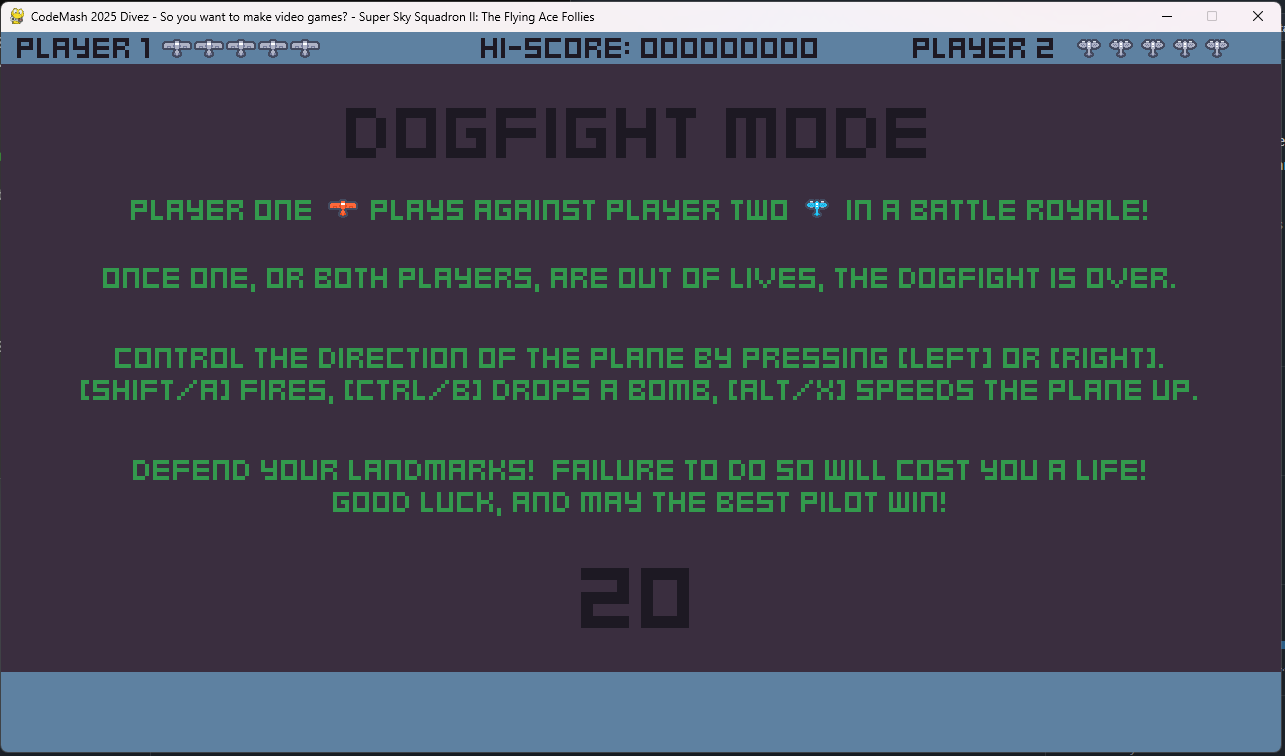 CodeMash 2025 Divez - So you want to make video games? - Super Sky Squadron II: The Flying Ace Follies
PLAYER 1 HI-SCORE: 000000000 PLAYER 2
DOGFIGHT MODE
PLAYER ONE PLAYS AGAINST PLAYER TWO IN A BATTLE ROYALE!
ONCE ONE, OR BOTH PLAYERS, ARE OUT OF LIVES, THE DOGFIGHT IS OVER.
CONTROL THE DIRECTION OF THE PLANE BY PRESSING [LEFT] OR [RIGHT].
[SHIFT/A] FIRES, [CTRL/B] DROPS A BOMB, [ALT/X] SPEEDS THE PLANE UP.
DEFEND YOUR LANDMARKS! FAILURE TO DO SO WILL COST YOU A LIFE!
GOOD LUCK, AND MAY THE BEST PILOT WIN!
20